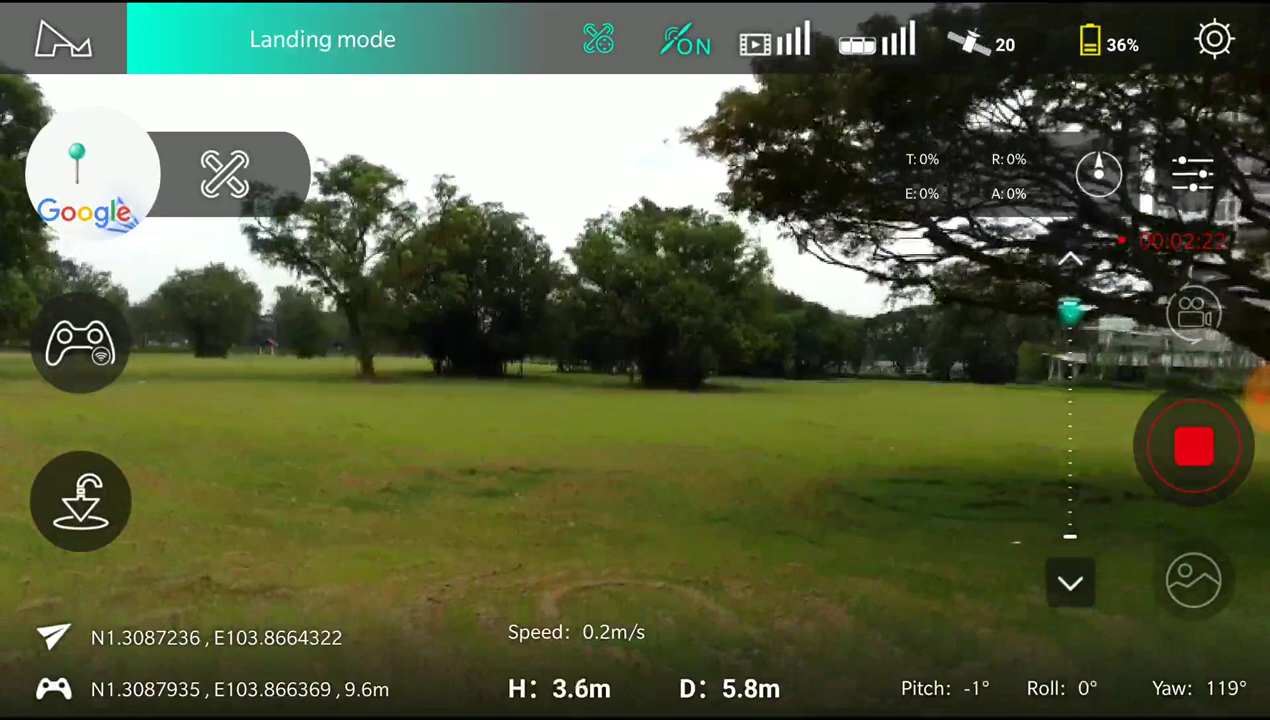 Landing mode
ON
20
36%
Google
T: 0%
R: 0%
E: 0%
A: 0%
00:02:22
N1.3087236 , E103.8664322
Speed: 0.2m/s
N1.3087935 , E103.866369 , 9.6m
H: 3.6m
D: 5.8m
Pitch: -1°
Roll: 0°
Yaw: 119°